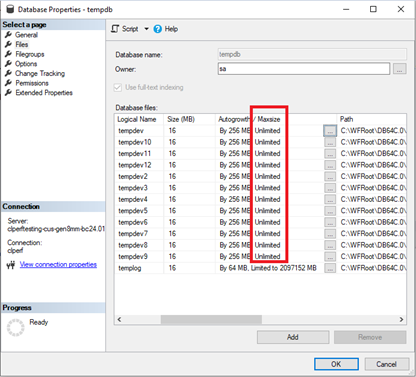 Database Properties - tempdb
Select a page
General
Files
Filegroups
Options
Change Tracking
Permissions
Extended Properties
Script
Help
Database name: tempdb
Owner: sa ...
Use full-text indexing
Database files:
Logical Name Size (MB) Autogrowth / Maxsize Path
tempdev 16 By 256 MB, Unlimited ... C:\WFRoot\DB64C.0\
tempdev10 16 By 256 MB, Unlimited ... C:\WFRoot\DB64C.0\
tempdev11 16 By 256 MB, Unlimited ... C:\WFRoot\DB64C.0\
tempdev12 16 By 256 MB, Unlimited ... C:\WFRoot\DB64C.0\
tempdev2 16 By 256 MB, Unlimited ... C:\WFRoot\DB64C.0\
tempdev3 16 By 256 MB, Unlimited ... C:\WFRoot\DB64C.0\
tempdev4 16 By 256 MB, Unlimited ... C:\WFRoot\DB64C.0\
tempdev5 16 By 256 MB, Unlimited ... C:\WFRoot\DB64C.0\
tempdev6 16 By 256 MB, Unlimited ... C:\WFRoot\DB64C.0\
tempdev7 16 By 256 MB, Unlimited ... C:\WFRoot\DB64C.0\
tempdev8 16 By 256 MB, Unlimited ... C:\WFRoot\DB64C.0\
tempdev9 16 By 256 MB, Unlimited ... C:\WFRoot\DB64C.0\
templog 16 By 64 MB, Limited to 2097152 MB ... C:\WFRoot\DB64C.0\
Connection
Server:
clperftesting-cus-gen8mm-bc24.01
Connection:
clperf
View connection properties
Progress
Ready
Add Remove
OK Cancel